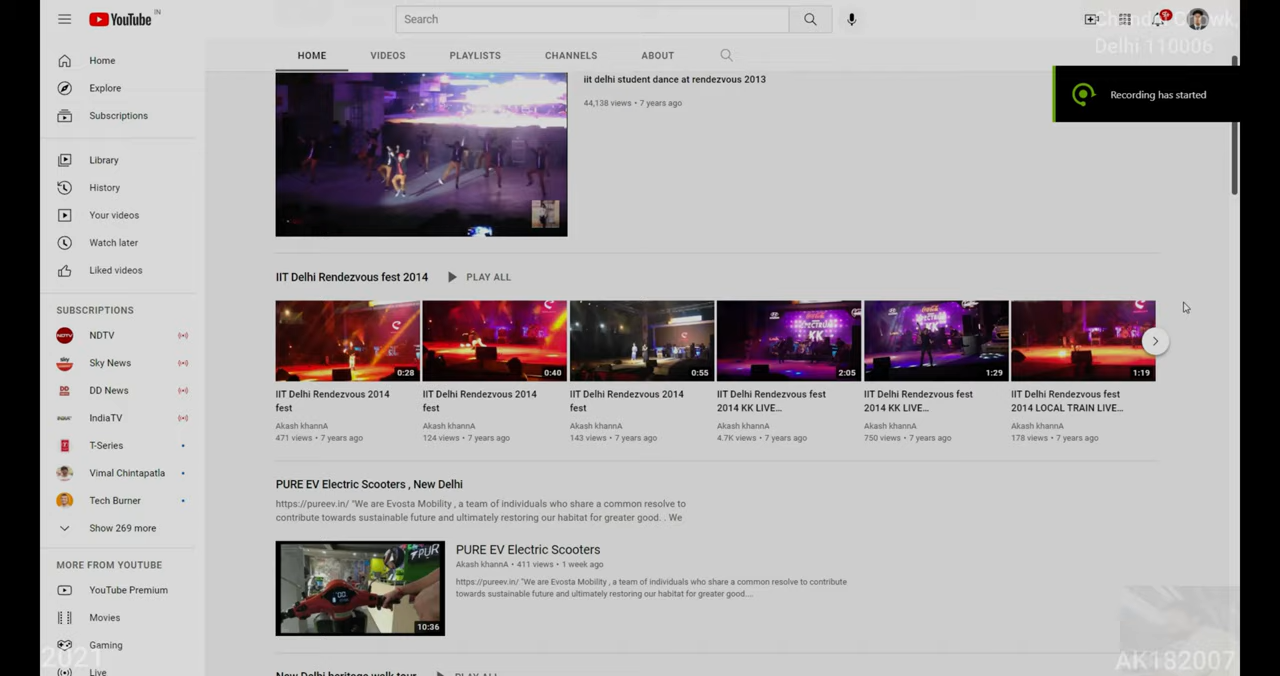 YouTube IN
Search
9+
Chandni Chowk,
Delhi 110006
HOME
VIDEOS
PLAYLISTS
CHANNELS
ABOUT
Recording has started
Home
Explore
Subscriptions
Library
History
Your videos
Watch later
Liked videos
SUBSCRIPTIONS
NDTV
Sky News
DD News
IndiaTV
T-Series
Vimal Chintapatla
Tech Burner
Show 269 more
MORE FROM YOUTUBE
YouTube Premium
Movies
Gaming
Live
iit delhi student dance at rendezvous 2013
44,138 views • 7 years ago
IIT Delhi Rendezvous fest 2014
PLAY ALL
0:28
IIT Delhi Rendezvous 2014
fest
Akash khannA
471 views • 7 years ago
0:40
IIT Delhi Rendezvous 2014
fest
Akash khannA
124 views • 7 years ago
0:55
IIT Delhi Rendezvous 2014
fest
Akash khannA
143 views • 7 years ago
2:05
IIT Delhi Rendezvous fest
2014 KK LIVE...
Akash khannA
4.7K views • 7 years ago
1:29
IIT Delhi Rendezvous fest
2014 KK LIVE...
Akash khannA
750 views • 7 years ago
1:19
IIT Delhi Rendezvous fest
2014 LOCAL TRAIN LIVE...
Akash khannA
178 views • 7 years ago
PURE EV Electric Scooters , New Delhi
https://pureev.in/ "We are Evosta Mobility , a team of individuals who share a common resolve to
contribute towards sustainable future and ultimately restoring our habitat for greater good. . We
10:36
PURE EV Electric Scooters
Akash khannA • 411 views • 1 week ago
https://pureev.in/ "We are Evosta Mobility , a team of individuals who share a common resolve to contribute
towards sustainable future and ultimately restoring our habitat for greater good....
New Delhi heritage walk tour
PLAY ALL
2021
AK182007